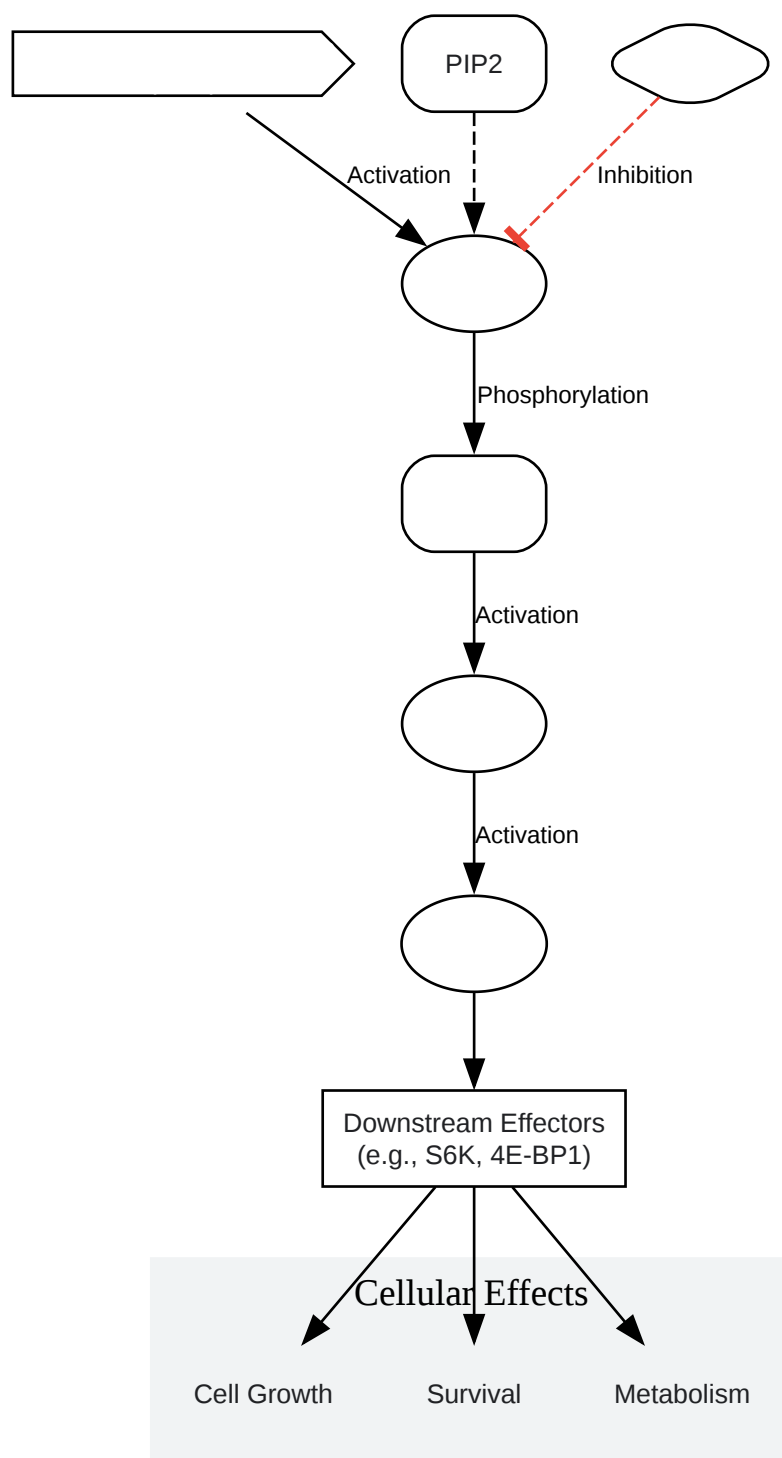 PIP2
Activation
Inhibition
Phosphorylation
Activation
Activation
Downstream Effectors
(e.g., S6K, 4E-BP1)
Cellular Effects
Cell Growth
Survival
Metabolism